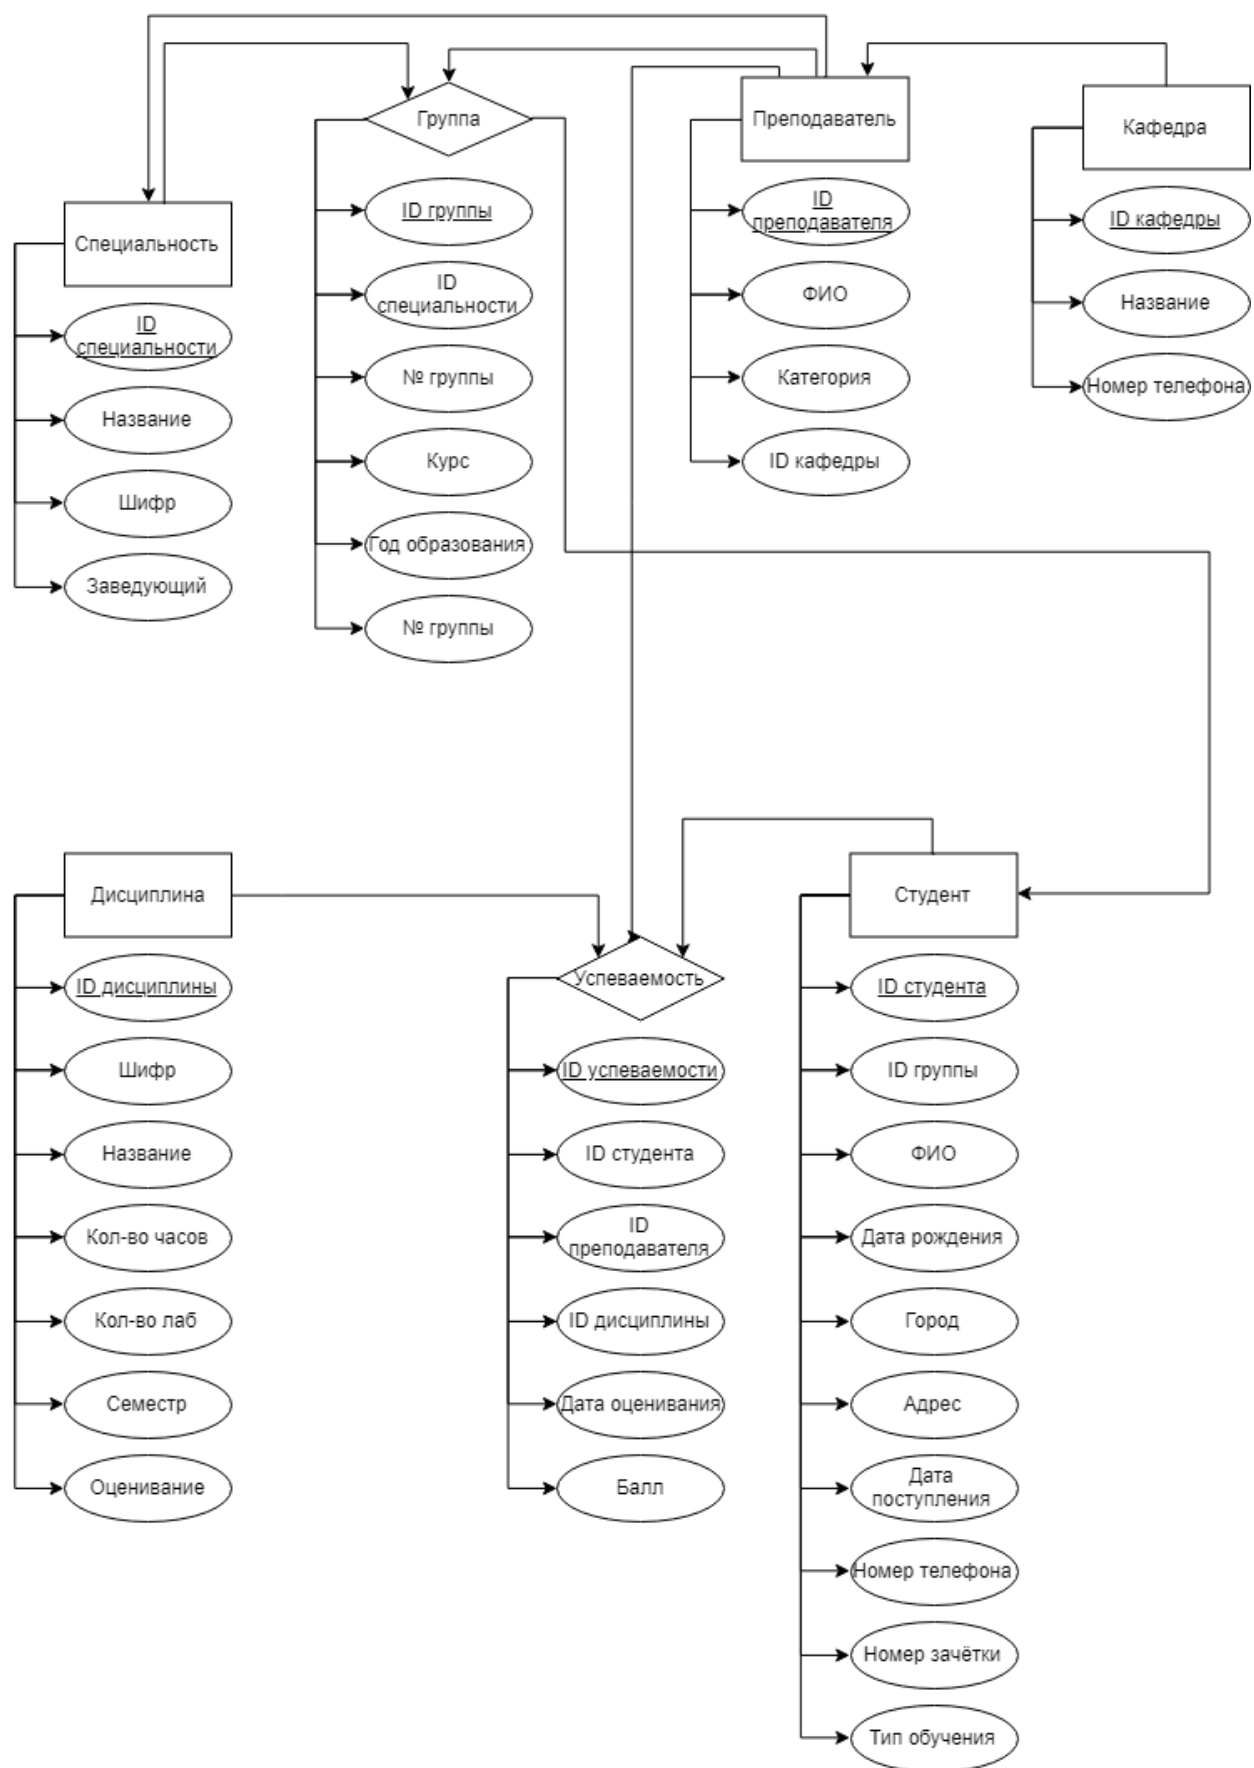 Группа
ID группы
ID
специальности
№ группы
Курс
Год образования
№ группы
Преподаватель
ID
преподавателя
ФИО
Категория
ID кафедры
Кафедра
ID кафедры
Название
Номер телефона
Специальность
ID
специальности
Название
Шифр
Заведующий
Дисциплина
ID дисциплины
Шифр
Название
Кол-во часов
Кол-во лаб
Семестр
Оценивание
Успеваемость
ID успеваемости
ID студента
ID
преподавателя
ID дисциплины
Дата оценивания
Балл
Студент
ID студента
ID группы
ФИО
Дата рождения
Город
Адрес
Дата
поступления
Номер телефона
Номер зачётки
Тип обучения